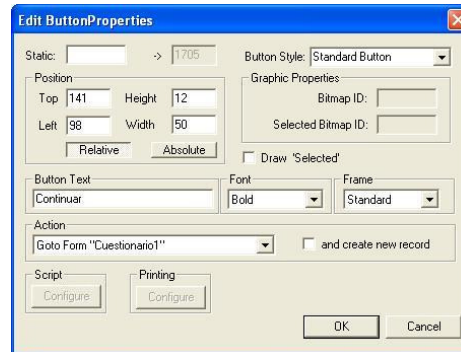 Edit ButtonProperties
Static: -> 1705 Button Style: Standard Button
Position Graphic Properties
Top 141 Height 12 Bitmap ID:
Left 98 Width 50 Selected Bitmap ID:
Relative Absolute Draw 'Selected'
Button Text Font Frame
Continuar Bold Standard
Action
Goto Form "Cuestionario1" and create new record
Script Printing
Configure Configure
OK Cancel